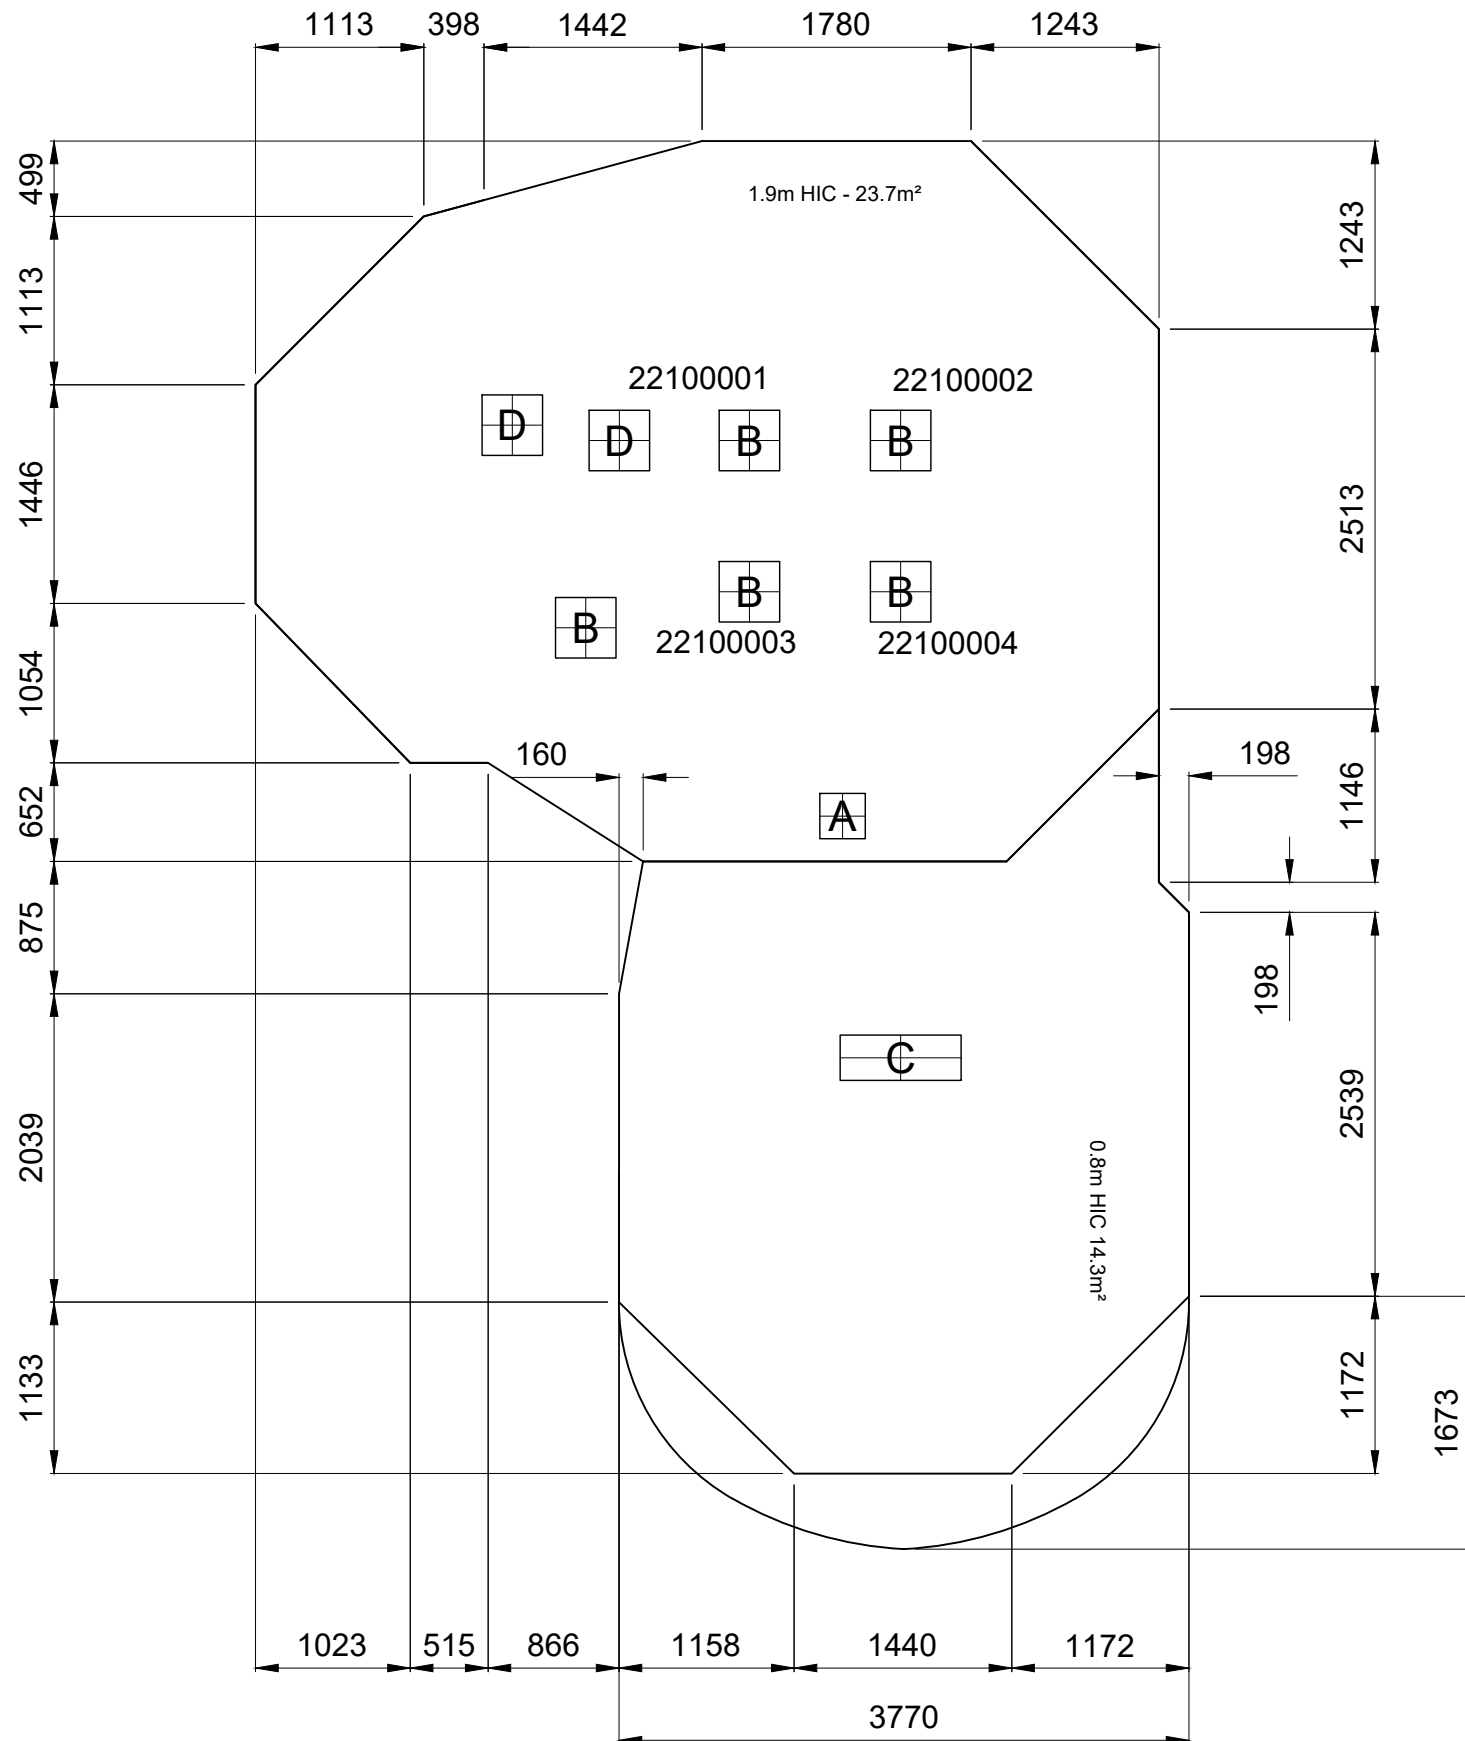 1113 398 1442 1780 1243
499
1113
1446
1054
652
875
2039
1133
1.9m HIC - 23.7m²
22100001 22100002
D D B B
B B B
22100003 22100004
160
A
C
0.8m HIC 14.3m²
1243
2513
1146
198
198
2539
1172
1673
1023 515 866 1158 1440 1172
3770